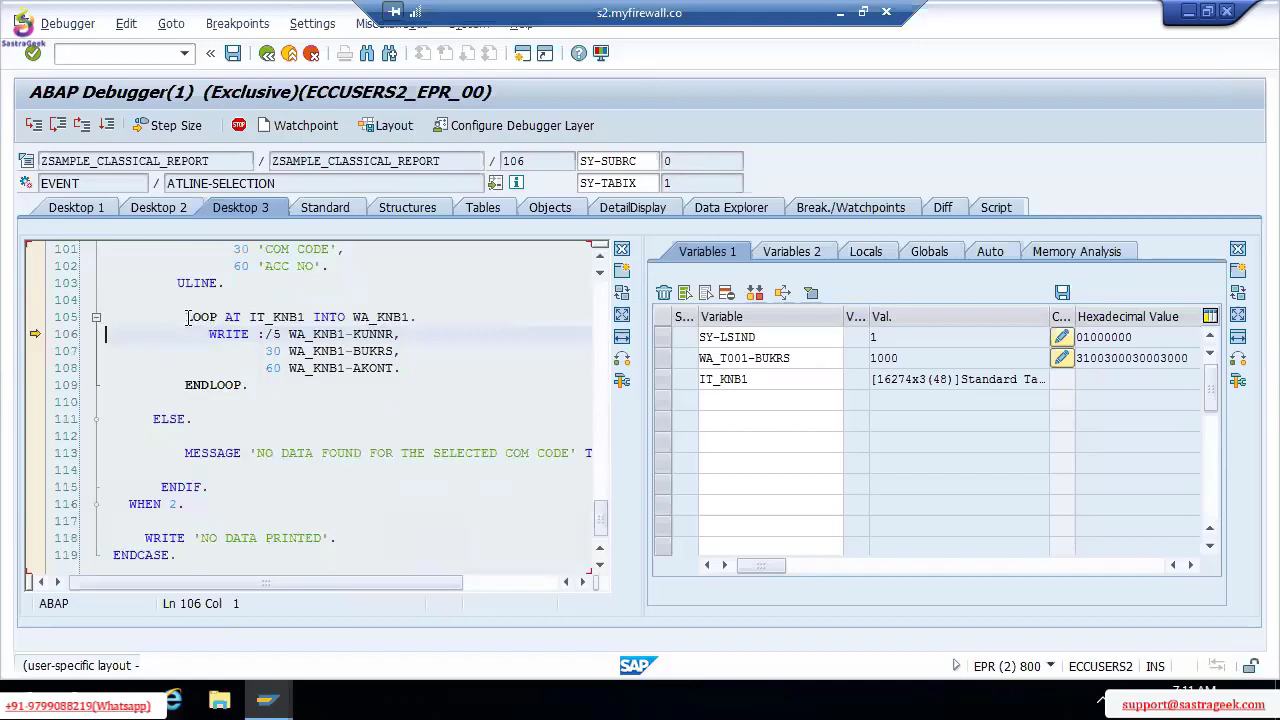 s2.myfirewall.co
Debugger Edit Goto Breakpoints Settings
SastraGeek
ABAP Debugger(1) (Exclusive)(ECCUSERS2_EPR_00)
Step Size Watchpoint Layout Configure Debugger Layer
ZSAMPLE_CLASSICAL_REPORT / ZSAMPLE_CLASSICAL_REPORT / 106 SY-SUBRC 0
EVENT / ATLINE-SELECTION SY-TABIX 1
Desktop 1 Desktop 2 Desktop 3 Standard Structures Tables Objects DetailDisplay Data Explorer Break./Watchpoints Diff Script
101 30 'COM CODE',
102 60 'ACC NO'.
103 ULINE.
104
105 LOOP AT IT_KNB1 INTO WA_KNB1.
106 WRITE :/5 WA_KNB1-KUNNR,
107 30 WA_KNB1-BUKRS,
108 60 WA_KNB1-AKONT.
109 ENDLOOP.
110
111 ELSE.
112
113 MESSAGE 'NO DATA FOUND FOR THE SELECTED COM CODE' T
114
115 ENDIF.
116 WHEN 2.
117
118 WRITE 'NO DATA PRINTED'.
119 ENDCASE.
ABAP Ln 106 Col 1
Variables 1 Variables 2 Locals Globals Auto Memory Analysis
S... Variable V... Val. C... Hexadecimal Value
SY-LSIND 1 01000000
WA_T001-BUKRS 1000 3100300030003000
IT_KNB1 [16274x3(48)]Standard Ta...
(user-specific layout -
SAP EPR (2) 800 ECCUSERS2 INS
+91-9799088219(Whatsapp)
support@sastrageek.com